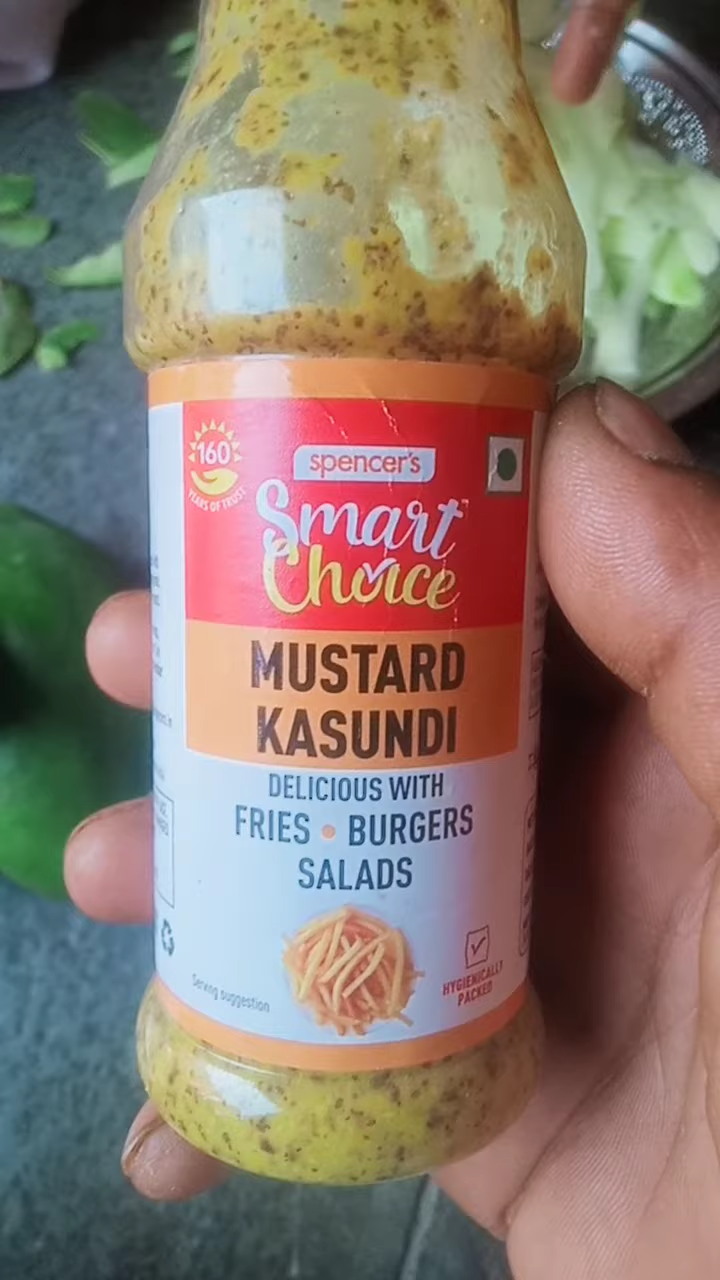 160
YEARS OF TRUST
spencer's
Smart
Choice
MUSTARD
KASUNDI
DELICIOUS WITH
FRIES • BURGERS
SALADS
Serving suggestion
HYGIENICALLY
PACKED